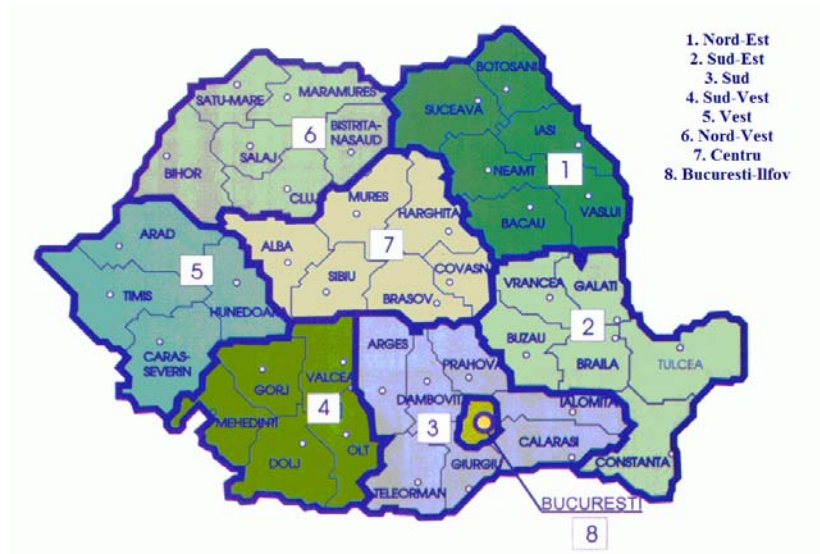 1. Nord-Est
2. Sud-Est
3. Sud
4. Sud-Vest
5. Vest
6. Nord-Vest
7. Centru
8. Bucuresti-Ilfov
BOTOSANI
SATU-MARE
MARAMURES
SUCEAVA
IASI
BISTRITA-
NASAUD
6
SALAJ
BIHOR
NEAMT
1
CLUJ
MURES
VASLUI
HARGHITA
BACAU
ARAD
ALBA
7
5
COVASN
SIBIU
VRANCEA
GALATI
TIMIS
BRASOV
HUNEDOARA
2
BUZAU
ARGES
CARAS-
SEVERIN
PRAHOVA
BRAILA
TULCEA
VALCEA
GORJ
DAMBOVIT
IALOMITA
4
MEHEDINTI
3
CALARASI
OLT
DOLJ
GIURGIU
CONSTANTA
TELEORMAN
BUCURESTI
8